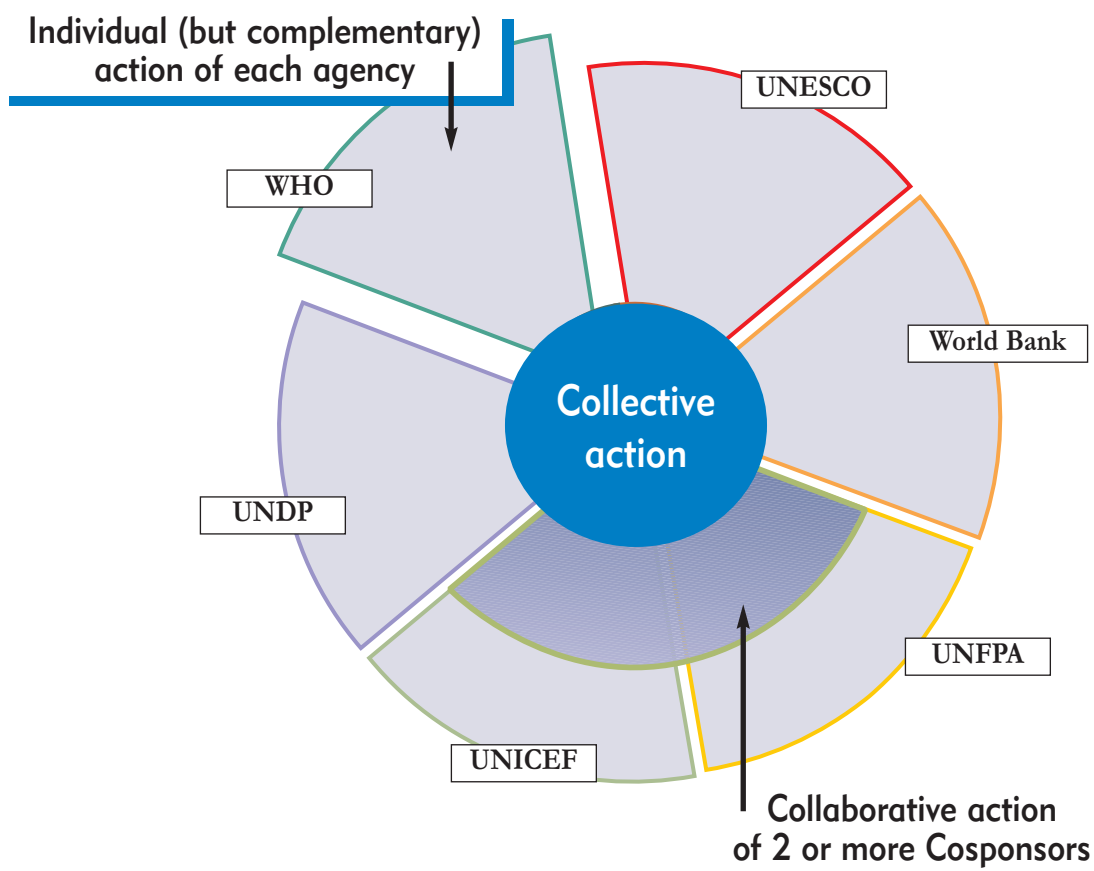 Individual (but complementary)
action of each agency
UNESCO
WHO
World Bank
Collective
action
UNDP
UNFPA
UNICEF
Collaborative action
of 2 or more Cosponsors